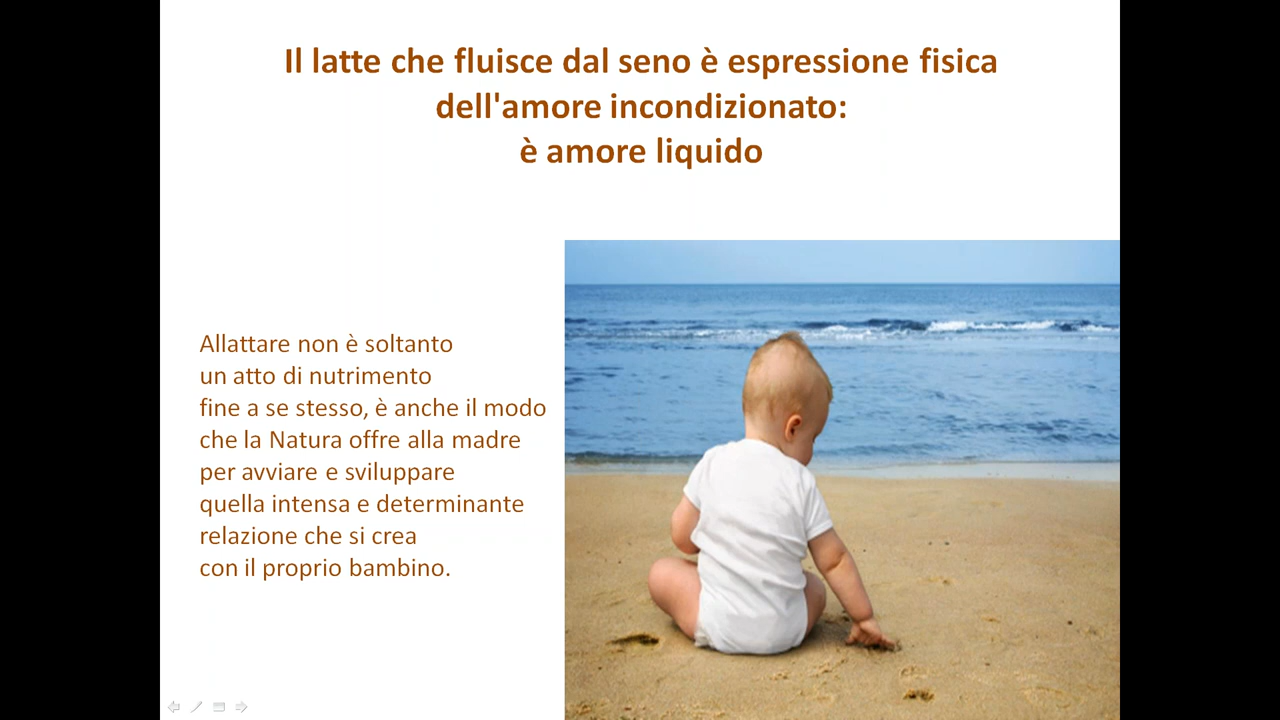 Il latte che fluisce dal seno è espressione fisica
dell'amore incondizionato:
è amore liquido
Allattare non è soltanto
un atto di nutrimento
fine a se stesso, è anche il modo
che la Natura offre alla madre
per avviare e sviluppare
quella intensa e determinante
relazione che si crea
con il proprio bambino.